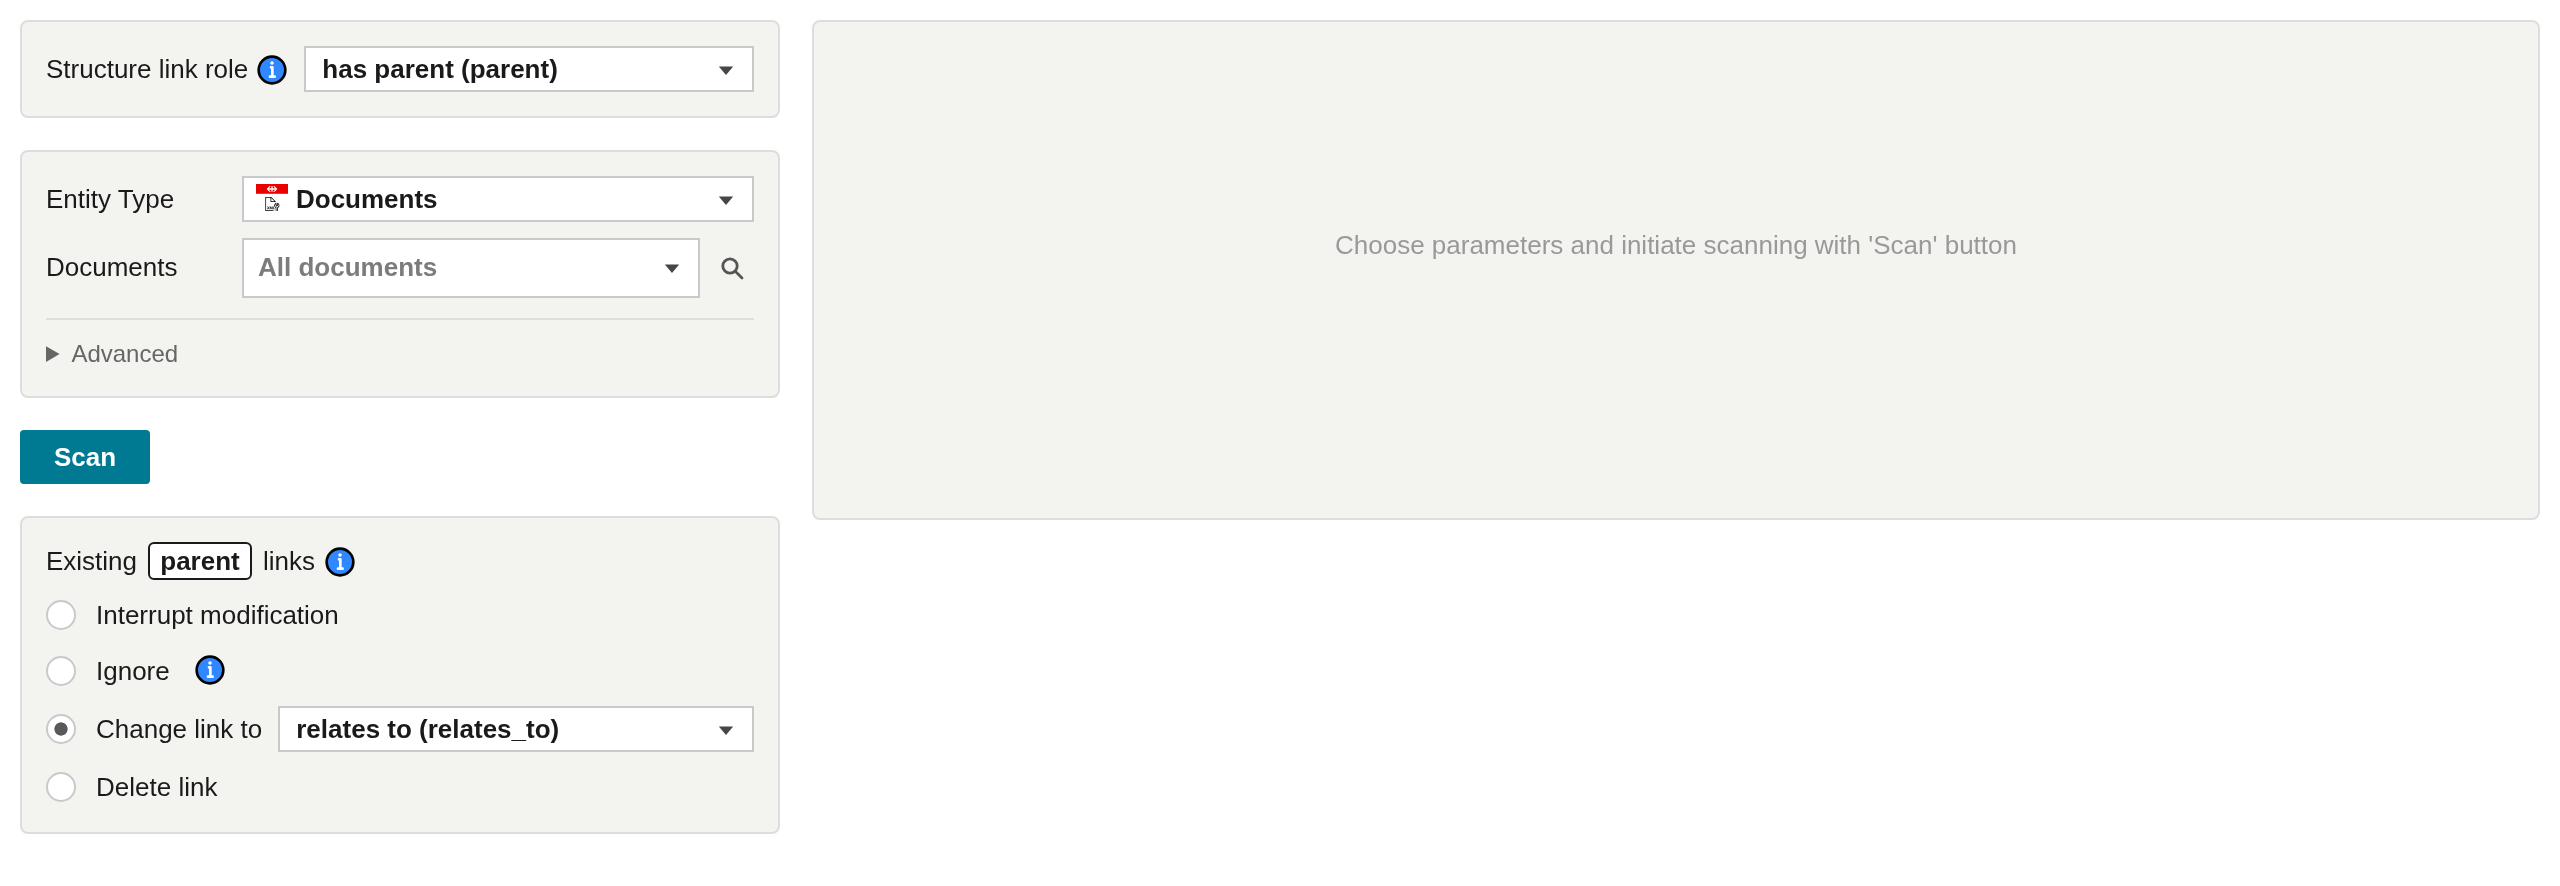 Structure link role has parent (parent)
Entity Type Documents
Documents All documents
Advanced
Scan
Existing parent links
Interrupt modification
Ignore
Change link to relates to (relates_to)
Delete link
Choose parameters and initiate scanning with 'Scan' button